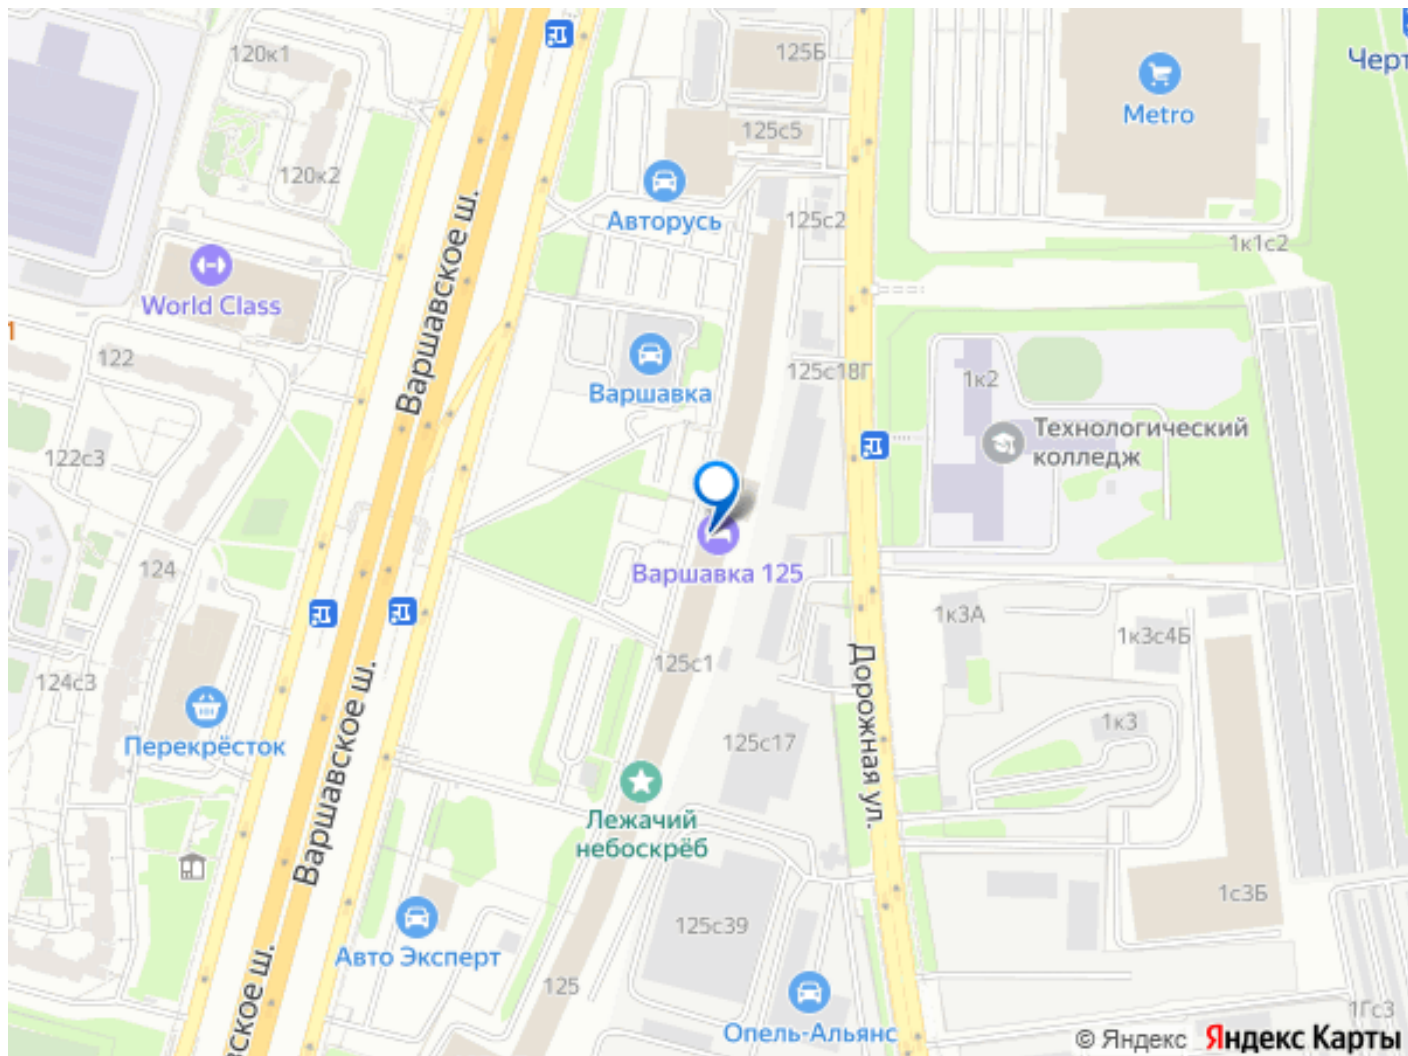 120к1
125Б
Черт
Metro
125с5
120к2
Авторусь
125с2
1к1с2
World Class
Варшавское ш.
1
122
Варшавка
125с18Г
1к2
Технологический
колледж
122с3
124
Варшавка 125
1к3А
1к3с4Б
125с1
Дорожная ул.
124с3
Перекрёсток
Варшавское ш.
125с17
1к3
Лежачий
небоскрёб
1с3Б
125с39
Авто Эксперт
125
вское ш.
Опель-Альянс
1Гс3
© Яндекс Яндекс Карты